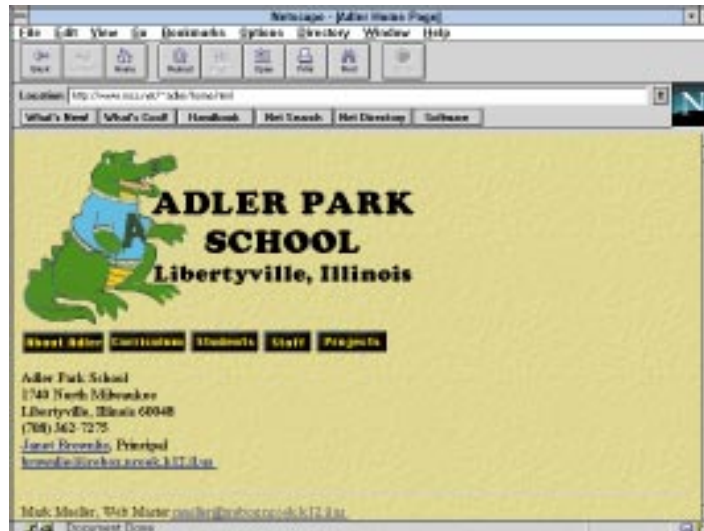 Netscape - [Adler Home Page]
File Edit View Go Bookmarks Options Directory Window Help
Back Home Reload Open Print Find
Location:
What's New! What's Cool! Handbook Net Search Net Directory Software
N
A
ADLER PARK
SCHOOL
Libertyville, Illinois
About Adler Curriculum Students Staff Projects
Adler Park School
1740 North Milwaukee
Libertyville, Illinois 60048
(708) 362-7275
Janet Brownlie, Principal
Web Master
Document Done